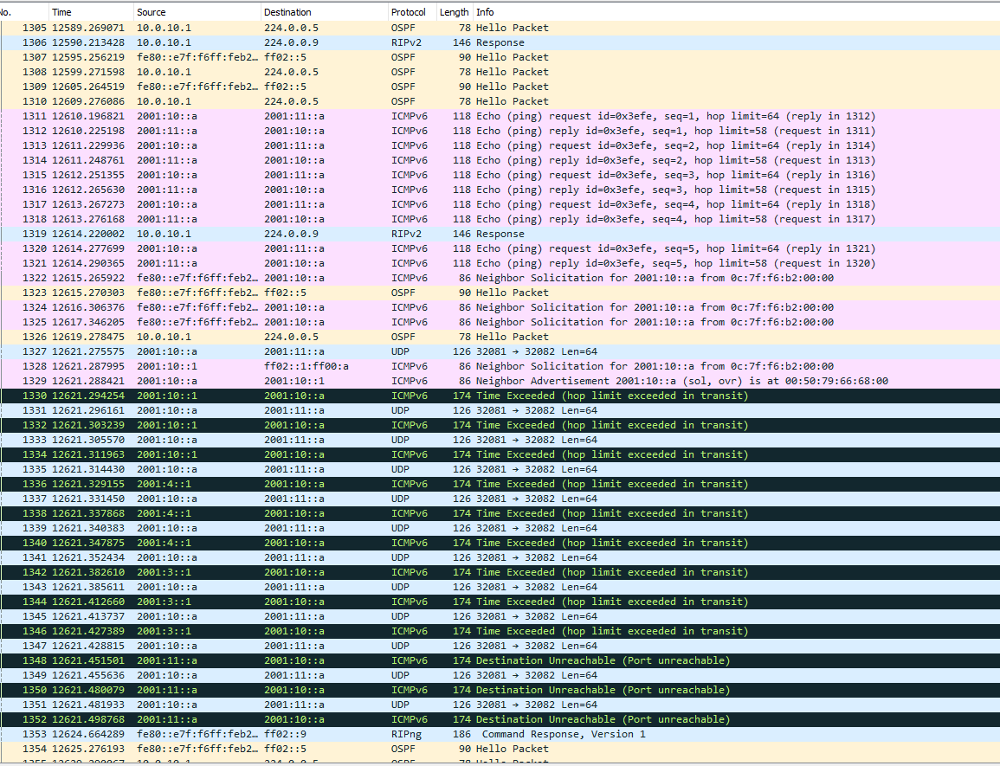 No. Time Source Destination Protocol Length Info
1305 12589.269071 10.0.10.1 224.0.0.5 OSPF 78 Hello Packet
1306 12590.213428 10.0.10.1 224.0.0.9 RIPv2 146 Response
1307 12595.256219 fe80::e7f:f6ff:feb2… ff02::5 OSPF 90 Hello Packet
1308 12599.271598 10.0.10.1 224.0.0.5 OSPF 78 Hello Packet
1309 12605.264519 fe80::e7f:f6ff:feb2… ff02::5 OSPF 90 Hello Packet
1310 12609.276086 10.0.10.1 224.0.0.5 OSPF 78 Hello Packet
1311 12610.196821 2001:10::a 2001:11::a ICMPv6 118 Echo (ping) request id=0x3efe, seq=1, hop limit=64 (reply in 1312)
1312 12610.225198 2001:11::a 2001:10::a ICMPv6 118 Echo (ping) reply id=0x3efe, seq=1, hop limit=58 (request in 1311)
1313 12611.229936 2001:10::a 2001:11::a ICMPv6 118 Echo (ping) request id=0x3efe, seq=2, hop limit=64 (reply in 1314)
1314 12611.248761 2001:11::a 2001:10::a ICMPv6 118 Echo (ping) reply id=0x3efe, seq=2, hop limit=58 (request in 1313)
1315 12612.251355 2001:10::a 2001:11::a ICMPv6 118 Echo (ping) request id=0x3efe, seq=3, hop limit=64 (reply in 1316)
1316 12612.265630 2001:11::a 2001:10::a ICMPv6 118 Echo (ping) reply id=0x3efe, seq=3, hop limit=58 (request in 1315)
1317 12613.267273 2001:10::a 2001:11::a ICMPv6 118 Echo (ping) request id=0x3efe, seq=4, hop limit=64 (reply in 1318)
1318 12613.276168 2001:11::a 2001:10::a ICMPv6 118 Echo (ping) reply id=0x3efe, seq=4, hop limit=58 (request in 1317)
1319 12614.220002 10.0.10.1 224.0.0.9 RIPv2 146 Response
1320 12614.277699 2001:10::a 2001:11::a ICMPv6 118 Echo (ping) request id=0x3efe, seq=5, hop limit=64 (reply in 1321)
1321 12614.290365 2001:11::a 2001:10::a ICMPv6 118 Echo (ping) reply id=0x3efe, seq=5, hop limit=58 (request in 1320)
1322 12615.265922 fe80::e7f:f6ff:feb2… 2001:10::a ICMPv6 86 Neighbor Solicitation for 2001:10::a from 0c:7f:f6:b2:00:00
1323 12615.270303 fe80::e7f:f6ff:feb2… ff02::5 OSPF 90 Hello Packet
1324 12616.306376 fe80::e7f:f6ff:feb2… 2001:10::a ICMPv6 86 Neighbor Solicitation for 2001:10::a from 0c:7f:f6:b2:00:00
1325 12617.346205 fe80::e7f:f6ff:feb2… 2001:10::a ICMPv6 86 Neighbor Solicitation for 2001:10::a from 0c:7f:f6:b2:00:00
1326 12619.278475 10.0.10.1 224.0.0.5 OSPF 78 Hello Packet
1327 12621.275575 2001:10::a 2001:11::a UDP 126 32081 → 32082 Len=64
1328 12621.287995 2001:10::1 ff02::1:ff00:a ICMPv6 86 Neighbor Solicitation for 2001:10::a from 0c:7f:f6:b2:00:00
1329 12621.288421 2001:10::a 2001:10::1 ICMPv6 86 Neighbor Advertisement 2001:10::a (sol, ovr) is at 00:50:79:66:68:00
1330 12621.294254 2001:10::1 2001:10::a ICMPv6 174 Time Exceeded (hop limit exceeded in transit)
1331 12621.296161 2001:10::a 2001:11::a UDP 126 32081 → 32082 Len=64
1332 12621.303239 2001:10::1 2001:10::a ICMPv6 174 Time Exceeded (hop limit exceeded in transit)
1333 12621.305570 2001:10::a 2001:11::a UDP 126 32081 → 32082 Len=64
1334 12621.311963 2001:10::1 2001:10::a ICMPv6 174 Time Exceeded (hop limit exceeded in transit)
1335 12621.314430 2001:10::a 2001:11::a UDP 126 32081 → 32082 Len=64
1336 12621.329155 2001:4::1 2001:10::a ICMPv6 174 Time Exceeded (hop limit exceeded in transit)
1337 12621.331450 2001:10::a 2001:11::a UDP 126 32081 → 32082 Len=64
1338 12621.337868 2001:4::1 2001:10::a ICMPv6 174 Time Exceeded (hop limit exceeded in transit)
1339 12621.340383 2001:10::a 2001:11::a UDP 126 32081 → 32082 Len=64
1340 12621.347875 2001:4::1 2001:10::a ICMPv6 174 Time Exceeded (hop limit exceeded in transit)
1341 12621.352434 2001:10::a 2001:11::a UDP 126 32081 → 32082 Len=64
1342 12621.382610 2001:3::1 2001:10::a ICMPv6 174 Time Exceeded (hop limit exceeded in transit)
1343 12621.385611 2001:10::a 2001:11::a UDP 126 32081 → 32082 Len=64
1344 12621.412660 2001:3::1 2001:10::a ICMPv6 174 Time Exceeded (hop limit exceeded in transit)
1345 12621.413737 2001:10::a 2001:11::a UDP 126 32081 → 32082 Len=64
1346 12621.427389 2001:3::1 2001:10::a ICMPv6 174 Time Exceeded (hop limit exceeded in transit)
1347 12621.428815 2001:10::a 2001:11::a UDP 126 32081 → 32082 Len=64
1348 12621.451501 2001:11::a 2001:10::a ICMPv6 174 Destination Unreachable (Port unreachable)
1349 12621.455636 2001:10::a 2001:11::a UDP 126 32081 → 32082 Len=64
1350 12621.480079 2001:11::a 2001:10::a ICMPv6 174 Destination Unreachable (Port unreachable)
1351 12621.481933 2001:10::a 2001:11::a UDP 126 32081 → 32082 Len=64
1352 12621.498768 2001:11::a 2001:10::a ICMPv6 174 Destination Unreachable (Port unreachable)
1353 12624.664289 fe80::e7f:f6ff:feb2… ff02::9 RIPng 186 Command Response, Version 1
1354 12625.276193 fe80::e7f:f6ff:feb2… ff02::5 OSPF 90 Hello Packet